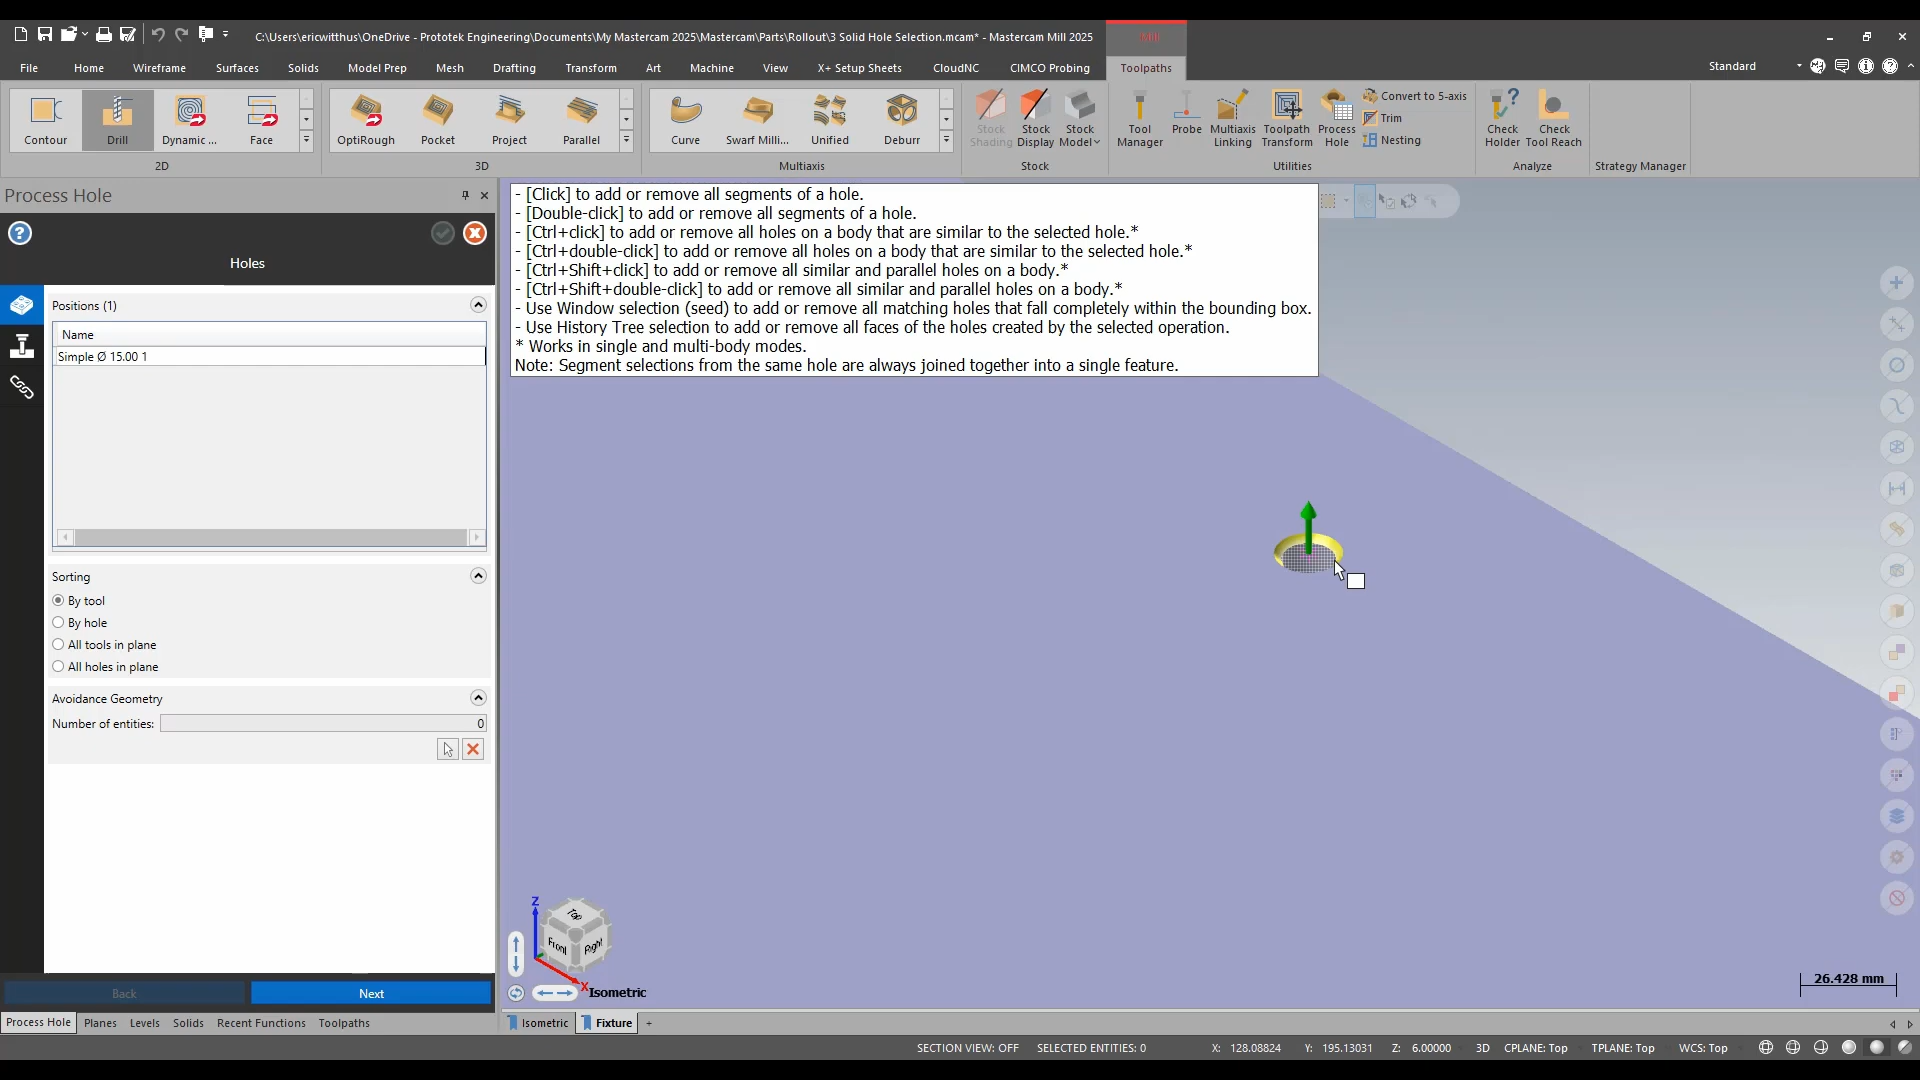 C:\Users\ericwitthus\OneDrive - Prototek Engineering\Documents\My Mastercam 2025\Mastercam\Parts\Rollout\3 Solid Hole Selection.mcam* - Mastercam Mill 2025
Mill
File Home Wireframe Surfaces Solids Model Prep Mesh Drafting Transform Art Machine View X+ Setup Sheets CloudNC CIMCO Probing Toolpaths Standard
Contour Drill Dynamic ... Face OptiRough Pocket Project Parallel Curve Swarf Milli... Unified Deburr
Stock Shading Stock Display Stock Model Tool Manager Probe Multiaxis Linking Toolpath Transform Process Hole
Convert to 5-axis
Trim
Nesting
Check Holder Check Tool Reach
2D 3D Multiaxis Stock Utilities Analyze Strategy Manager
Process Hole
Holes
Positions (1)
Name
Simple Ø 15.00 1
Sorting
By tool
By hole
All tools in plane
All holes in plane
Avoidance Geometry
Number of entities: 0
Back Next
Process Hole Planes Levels Solids Recent Functions Toolpaths
- [Click] to add or remove all segments of a hole.
- [Double-click] to add or remove all segments of a hole.
- [Ctrl+click] to add or remove all holes on a body that are similar to the selected hole.*
- [Ctrl+double-click] to add or remove all holes on a body that are similar to the selected hole.*
- [Ctrl+Shift+click] to add or remove all similar and parallel holes on a body.*
- [Ctrl+Shift+double-click] to add or remove all similar and parallel holes on a body.*
- Use Window selection (seed) to add or remove all matching holes that fall completely within the bounding box.
- Use History Tree selection to add or remove all faces of the holes created by the selected operation.
* Works in single and multi-body modes.
Note: Segment selections from the same hole are always joined together into a single feature.
Z
Top
Front Right
X
Isometric
26.428 mm
Isometric Fixture +
SECTION VIEW: OFF SELECTED ENTITIES: 0 X: 128.08824 Y: 195.13031 Z: 6.00000 3D CPLANE: Top TPLANE: Top WCS: Top